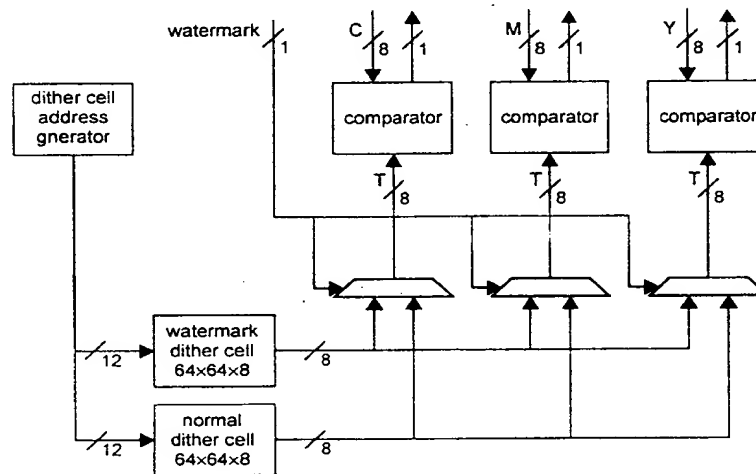 watermark
1
C
8
1
M
8
1
Y
8
1
dither cell
address
gnerator
comparator
comparator
comparator
T
8
T
8
T
8
watermark
dither cell
64×64×8
12
8
normal
dither cell
64×64×8
12
8